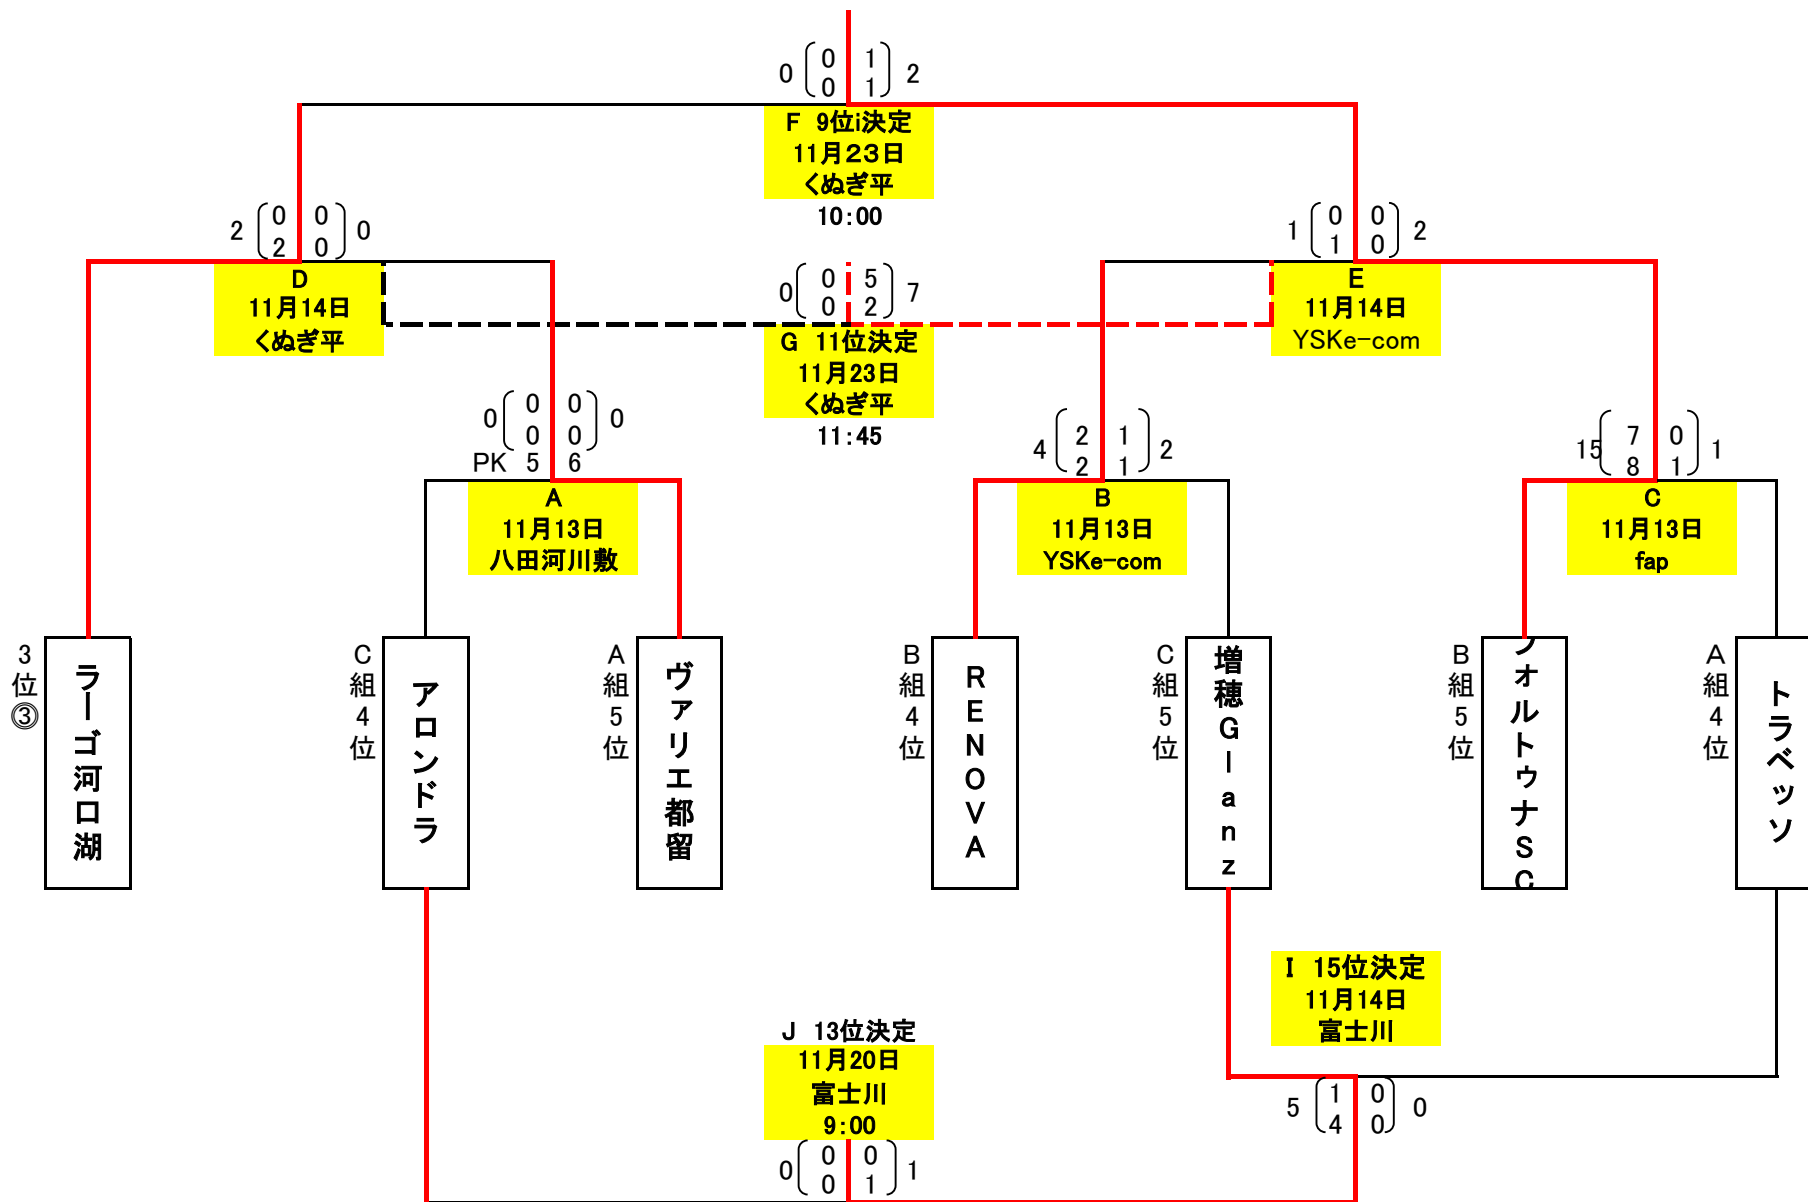 0 0 1 2
0 1
F 9位i決定
11月23日
くぬぎ平
10:00
2 0 0 0
2 0
1 0 0 2
1 0
D
11月14日
くぬぎ平
0 0 5 7
0 2
G 11位決定
11月23日
くぬぎ平
11:45
E
11月14日
YSKe-com
0 0 0 0
0 0
PK 5 6
A
11月13日
八田河川敷
4 2 1 2
2 1
B
11月13日
YSKe-com
15 7 0 1
8 1
C
11月13日
fap
3位③
ラーゴ河口湖
C組4位
アロンドラ
A組5位
ヴァリエ都留
B組4位
RENOVA
C組5位
増穂Glanz
B組5位
フォルトゥナSC
A組4位
トラベッソ
I 15位決定
11月14日
富士川
5 1 0 0
4 0
J 13位決定
11月20日
富士川
9:00
0 0 0 1
0 1